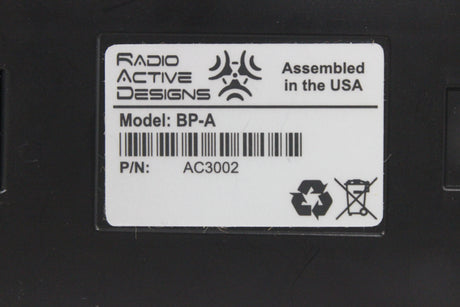 Radio
Active
Designs
Assembled
in the USA
Model: BP-A
P/N: AC3002